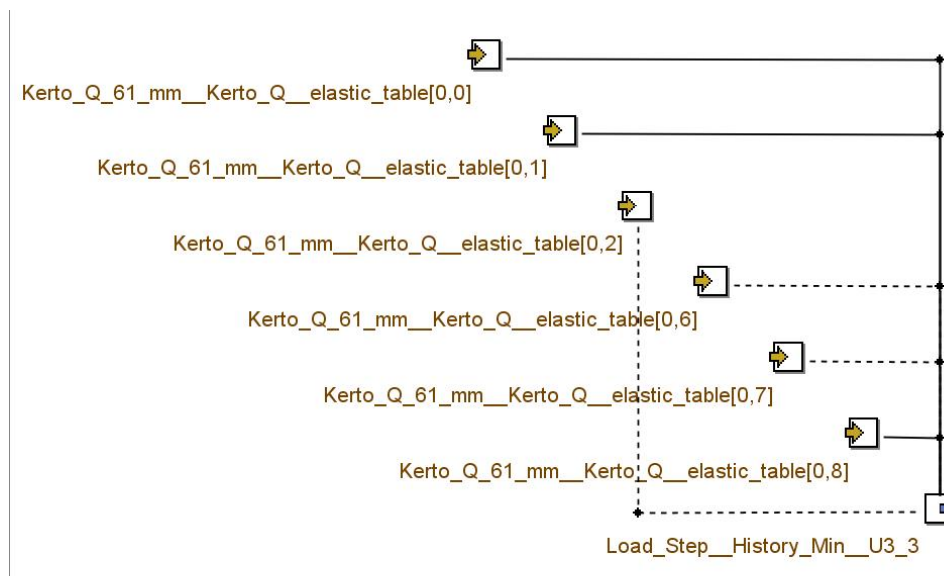 Kerto_Q_61_mm__Kerto_Q__elastic_table[0,0]
Kerto_Q_61_mm__Kerto_Q__elastic_table[0,1]
Kerto_Q_61_mm__Kerto_Q__elastic_table[0,2]
Kerto_Q_61_mm__Kerto_Q__elastic_table[0,6]
Kerto_Q_61_mm__Kerto_Q__elastic_table[0,7]
Kerto_Q_61_mm__Kerto_Q__elastic_table[0,8]
Load_Step__History_Min__U3_3